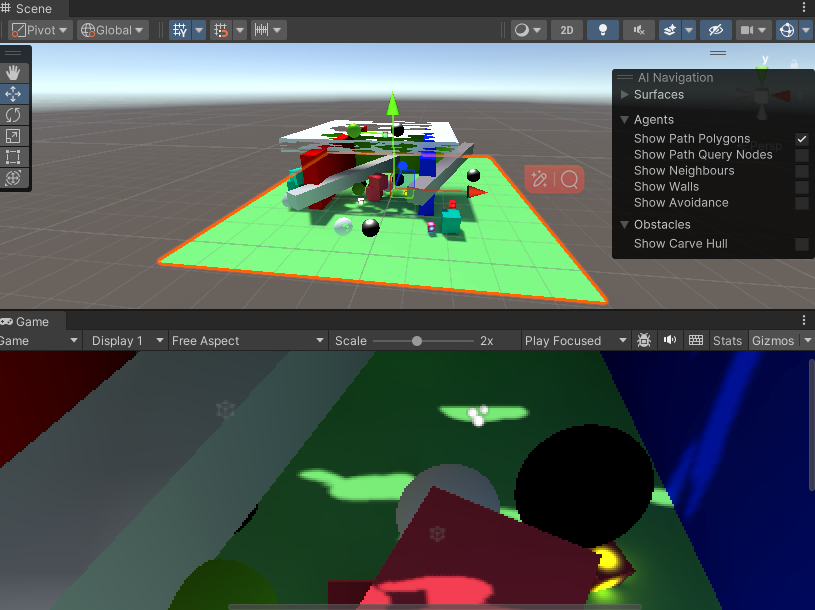 Scene
Pivot Global 2D
y
AI Navigation
Surfaces
Agents
Show Path Polygons
Show Path Query Nodes
Show Neighbours
Show Walls
Show Avoidance
Obstacles
Show Carve Hull
Game
Game Display 1 Free Aspect Scale 2x Play Focused Stats Gizmos